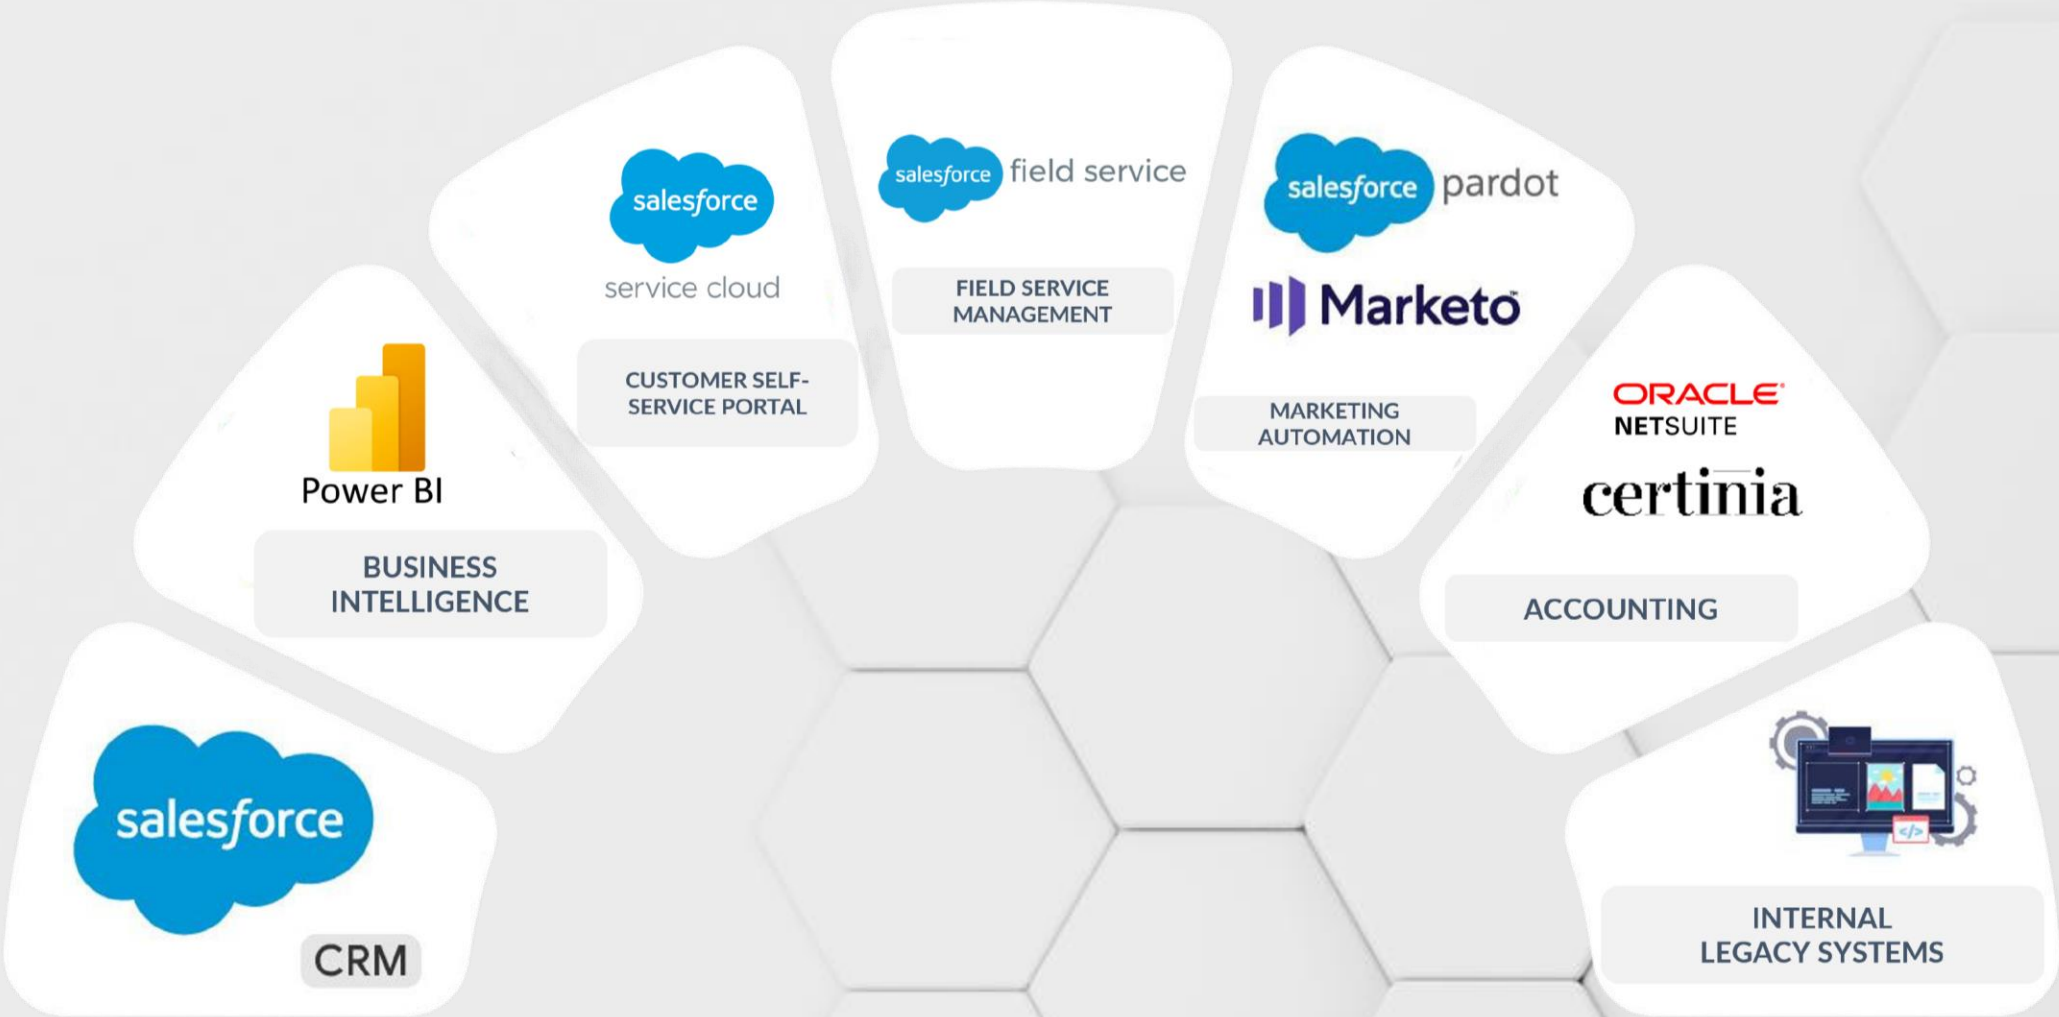 salesforce
CRM
Power BI
BUSINESS
INTELLIGENCE
salesforce
service cloud
CUSTOMER SELF-
SERVICE PORTAL
salesforce field service
FIELD SERVICE
MANAGEMENT
salesforce pardot
Marketo™
MARKETING
AUTOMATION
ORACLE®
NETSUITE
certinia
ACCOUNTING
</>
INTERNAL
LEGACY SYSTEMS